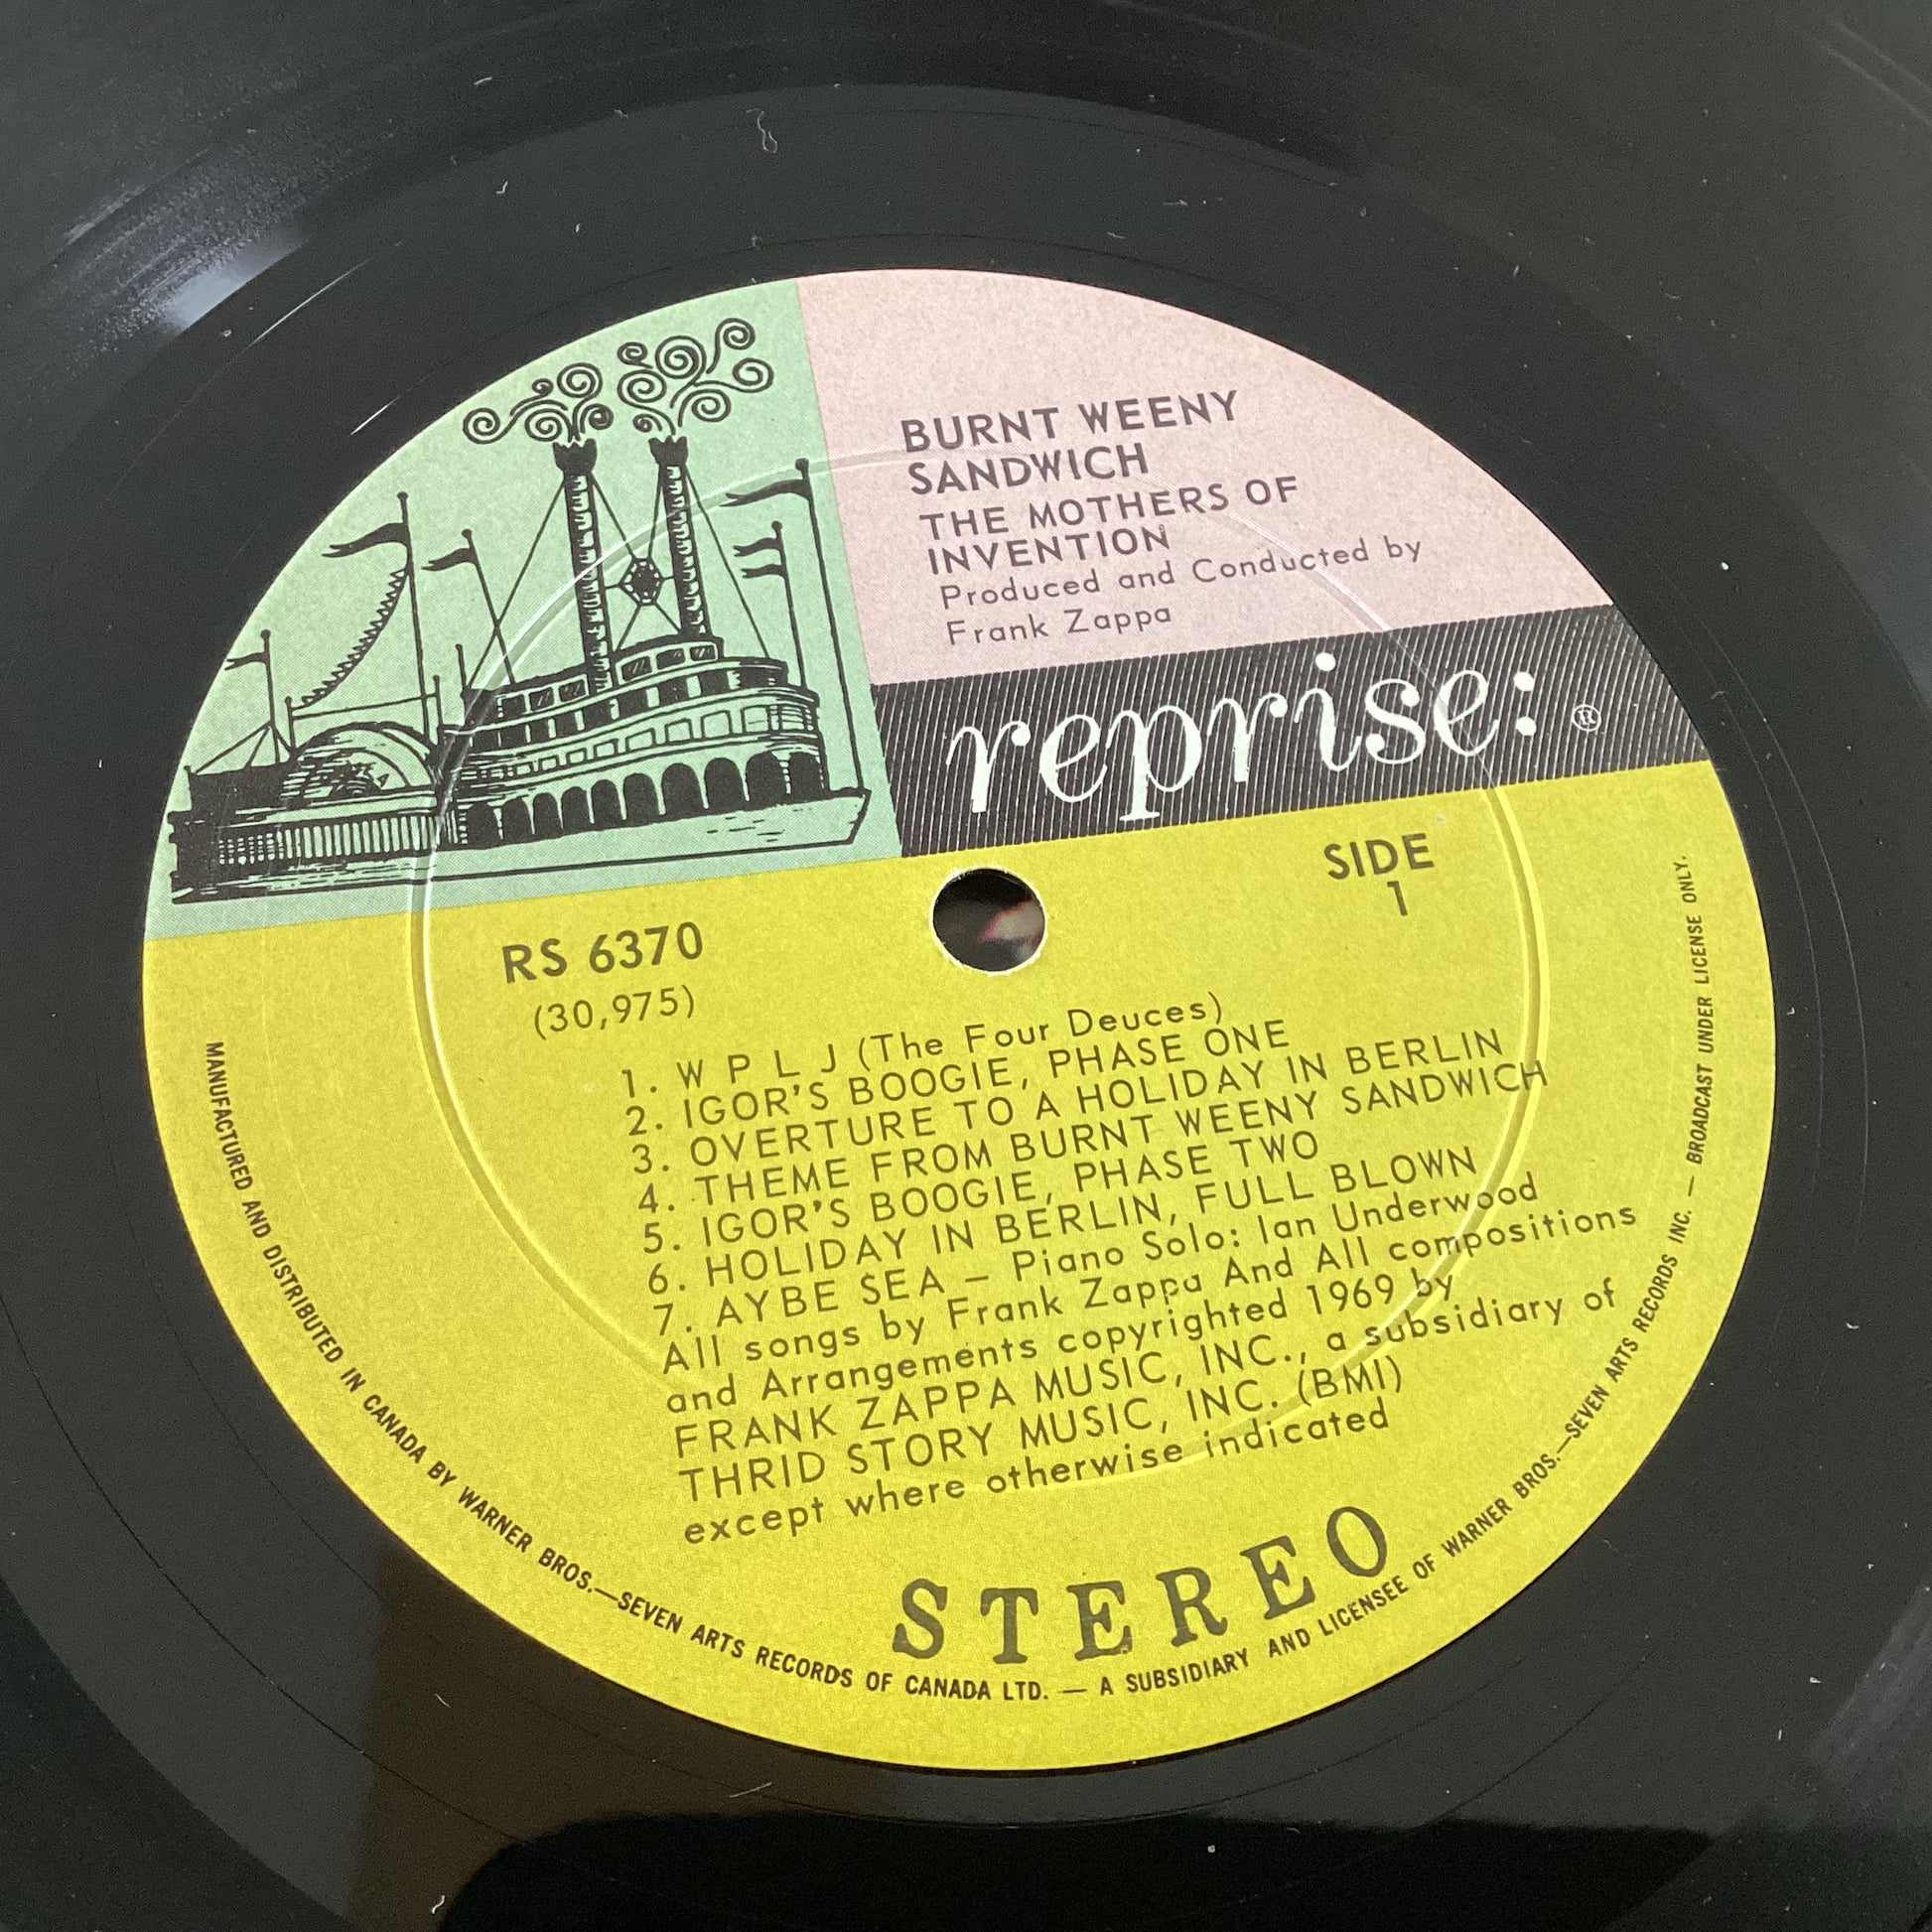 BURNT WEENY
SANDWICH
THE MOTHERS OF
INVENTION
Produced and Conducted by
Frank Zappa
reprise: ®
SIDE
1
RS 6370
(30,975)
1. W P L J (The Four Deuces)
2. IGOR'S BOOGIE, PHASE ONE
3. OVERTURE TO A HOLIDAY IN BERLIN
4. THEME FROM BURNT WEENY SANDWICH
5. IGOR'S BOOGIE, PHASE TWO
6. HOLIDAY IN BERLIN, FULL BLOWN
7. AYBE SEA – Piano Solo: Ian Underwood
All songs by Frank Zappa And All compositions
and Arrangements copyrighted 1969 by
FRANK ZAPPA MUSIC, INC., a subsidiary of
THRID STORY MUSIC, INC. (BMI)
except where otherwise indicated
STEREO
MANUFACTURED AND DISTRIBUTED IN CANADA BY WARNER BROS.—SEVEN ARTS RECORDS OF CANADA LTD. — A SUBSIDIARY AND LICENSEE OF WARNER BROS.—SEVEN ARTS RECORDS INC. — BROADCAST UNDER LICENSE ONLY.